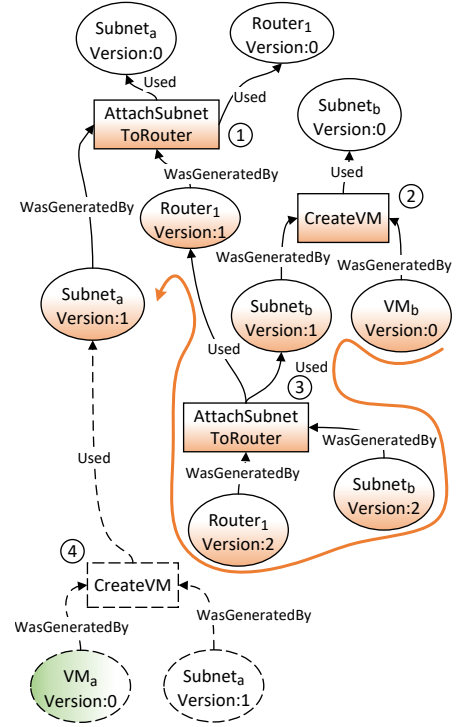 Subneta
Version:0
Router1
Version:0
Used
Used
AttachSubnet
ToRouter
1
Subnetb
Version:0
Used
WasGeneratedBy
WasGeneratedBy
2
CreateVM
Router1
Version:1
WasGeneratedBy
WasGeneratedBy
Subneta
Version:1
Subnetb
Version:1
VMb
Version:0
Used
Used
3
AttachSubnet
ToRouter
WasGeneratedBy
WasGeneratedBy
Used
Subnetb
Version:2
Router1
Version:2
4
CreateVM
WasGeneratedBy
WasGeneratedBy
VMa
Version:0
Subneta
Version:1